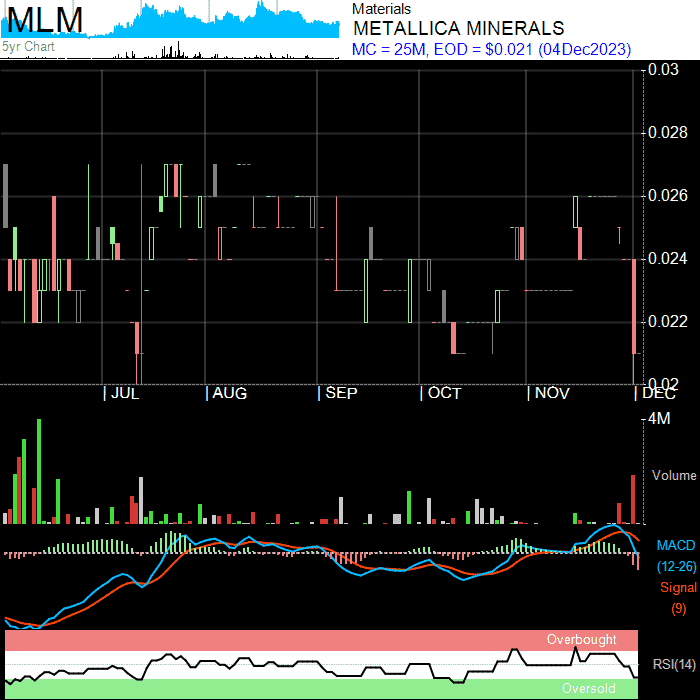 MLM
5yr Chart
Materials
METALLICA MINERALS
MC = 25M, EOD = $0.021 (04Dec2023)
0.03
0.028
0.026
0.024
0.022
0.02
JUL AUG SEP OCT NOV DEC
4M
Volume
MACD
(12-26)
Signal
(9)
Overbought
RSI(14)
Oversold